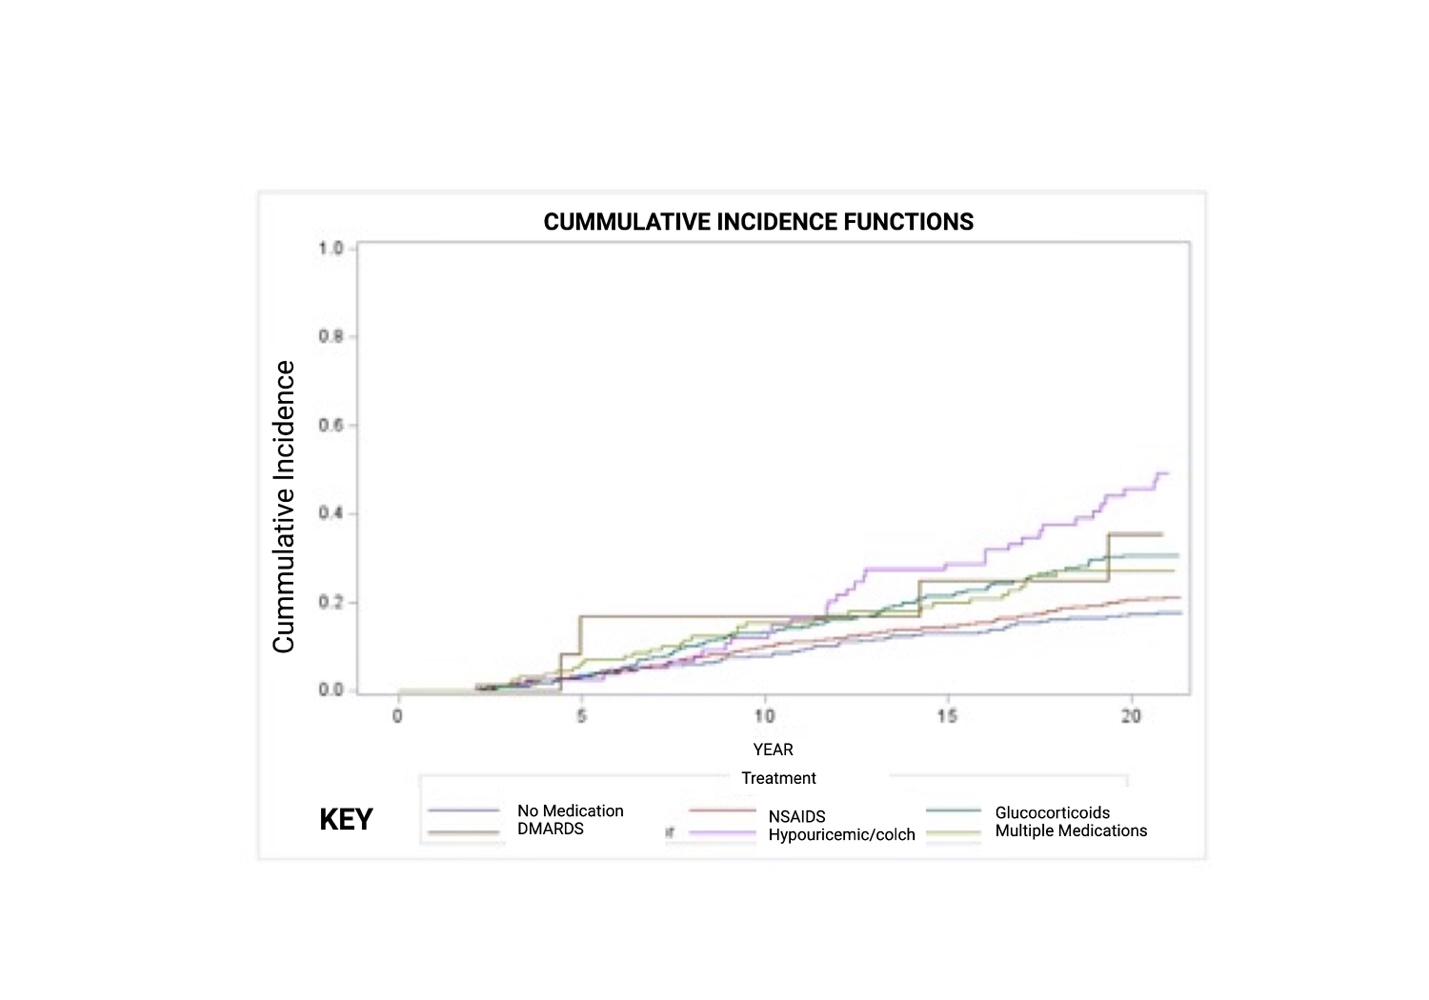 CUMMULATIVE INCIDENCE FUNCTIONS
1.0
0.8
0.6
0.4
0.2
0.0
Cummulative Incidence
0 5 10 15 20
YEAR
Treatment
KEY
No Medication NSAIDS Glucocorticoids
DMARDS Hypouricemic/colch Multiple Medications